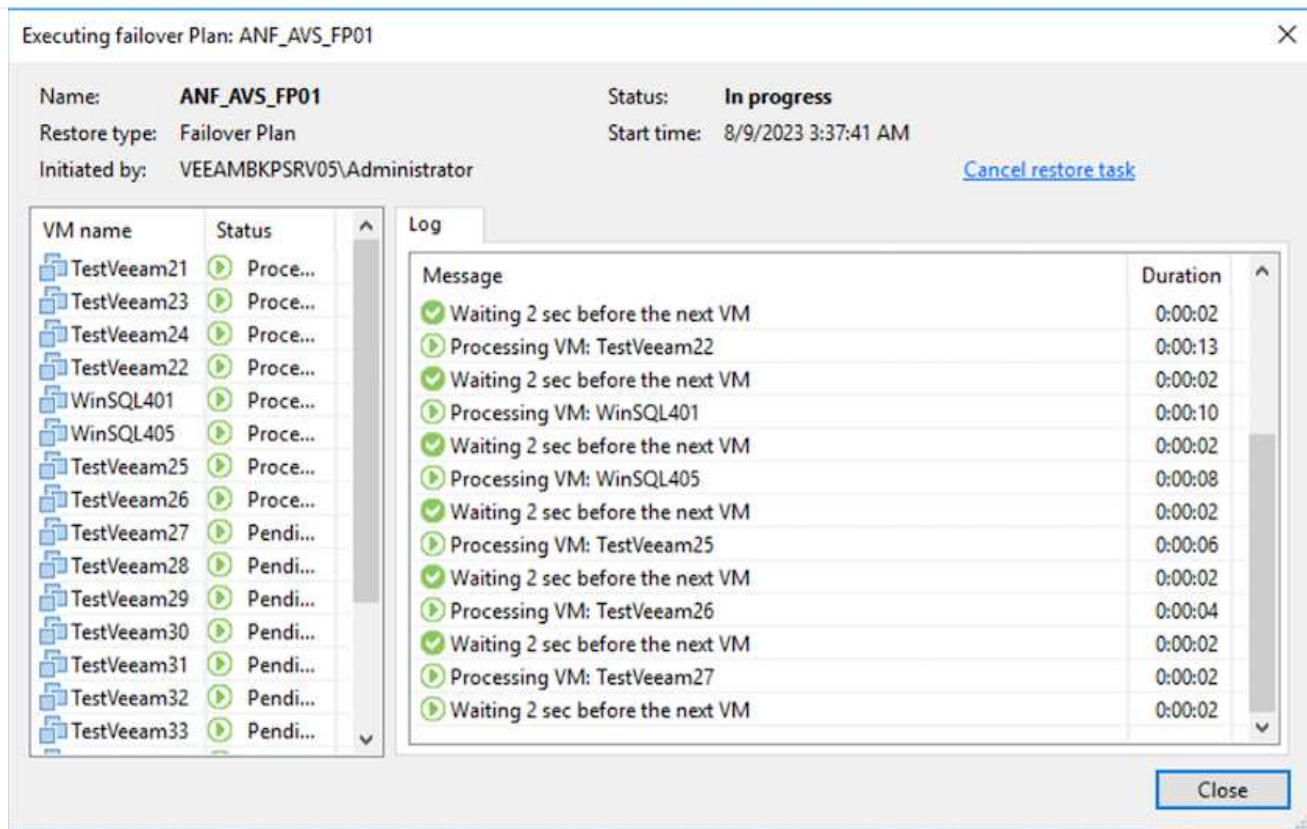 Executing failover Plan: ANF_AVS_FP01
Name: ANF_AVS_FP01 Status: In progress
Restore type: Failover Plan Start time: 8/9/2023 3:37:41 AM
Initiated by: VEEAMBKPSRV05\Administrator Cancel restore task
VM name Status
TestVeeam21 Proce...
TestVeeam23 Proce...
TestVeeam24 Proce...
TestVeeam22 Proce...
WinSQL401 Proce...
WinSQL405 Proce...
TestVeeam25 Proce...
TestVeeam26 Proce...
TestVeeam27 Pendi...
TestVeeam28 Pendi...
TestVeeam29 Pendi...
TestVeeam30 Pendi...
TestVeeam31 Pendi...
TestVeeam32 Pendi...
TestVeeam33 Pendi...
Log
Message Duration
Waiting 2 sec before the next VM 0:00:02
Processing VM: TestVeeam22 0:00:13
Waiting 2 sec before the next VM 0:00:02
Processing VM: WinSQL401 0:00:10
Waiting 2 sec before the next VM 0:00:02
Processing VM: WinSQL405 0:00:08
Waiting 2 sec before the next VM 0:00:02
Processing VM: TestVeeam25 0:00:06
Waiting 2 sec before the next VM 0:00:02
Processing VM: TestVeeam26 0:00:04
Waiting 2 sec before the next VM 0:00:02
Processing VM: TestVeeam27 0:00:02
Waiting 2 sec before the next VM 0:00:02
Close